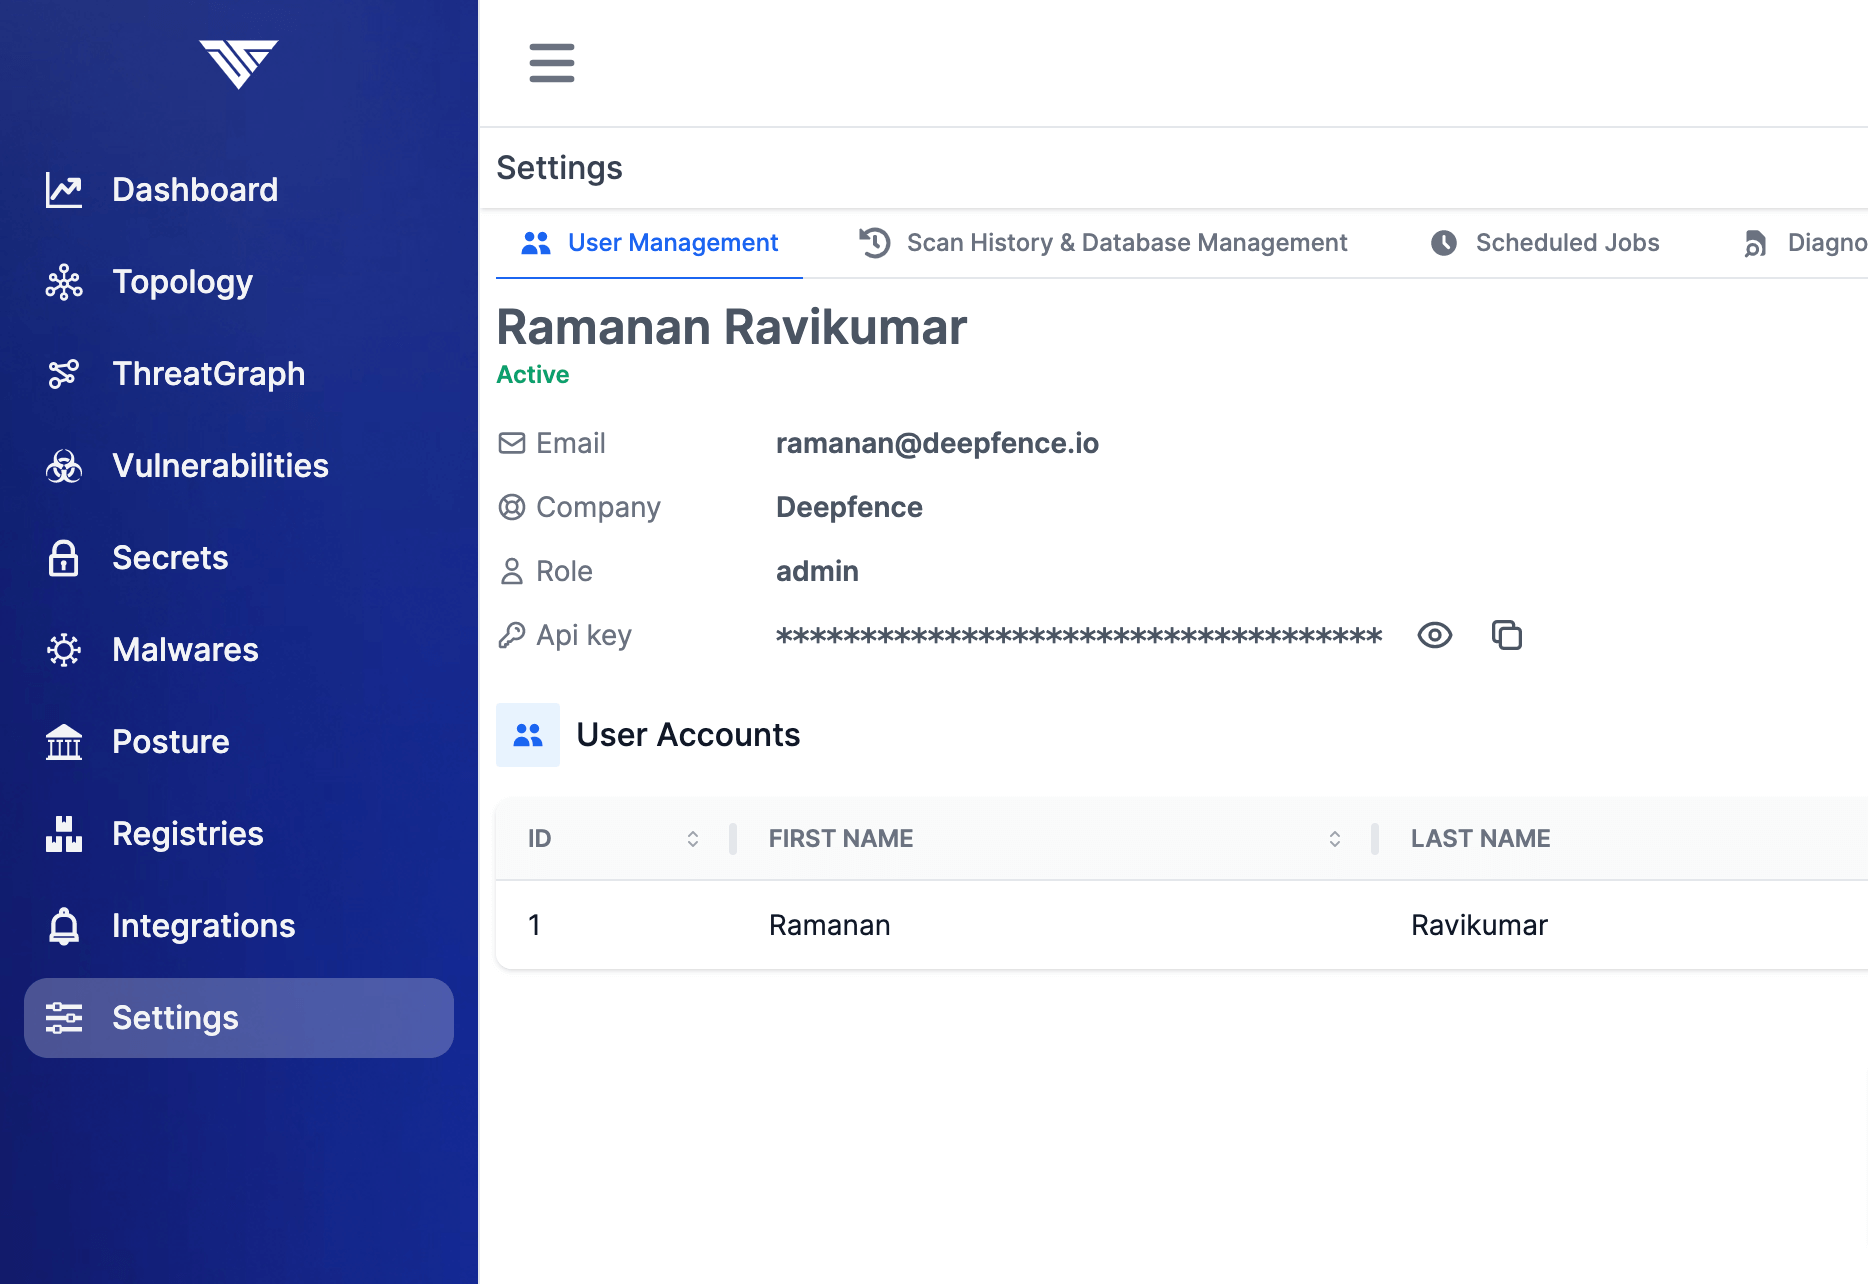 Dashboard
Topology
ThreatGraph
Vulnerabilities
Secrets
Malwares
Posture
Registries
Integrations
Settings
Settings
User Management
Scan History & Database Management
Scheduled Jobs
Diagno
Ramanan Ravikumar
Active
Email ramanan@deepfence.io
Company Deepfence
Role admin
Api key ************************************
User Accounts
ID FIRST NAME LAST NAME
1 Ramanan Ravikumar